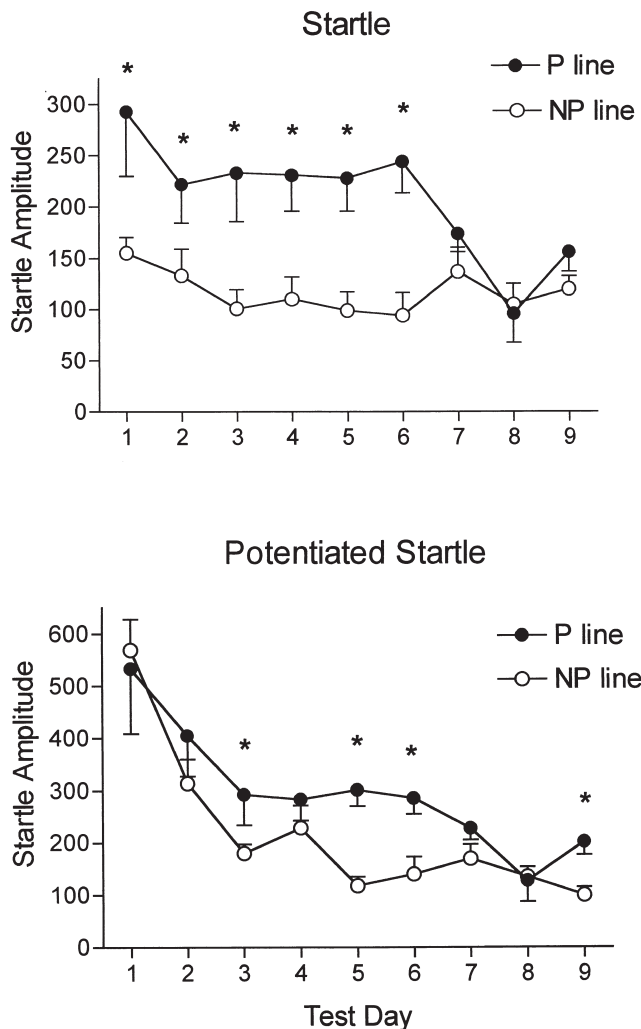 Startle
P line
NP line
*
* * * * *
Startle Amplitude
300
250
200
150
100
50
0
1 2 3 4 5 6 7 8 9
Potentiated Startle
P line
NP line
* * * *
Startle Amplitude
600
500
400
300
200
100
0
1 2 3 4 5 6 7 8 9
Test Day